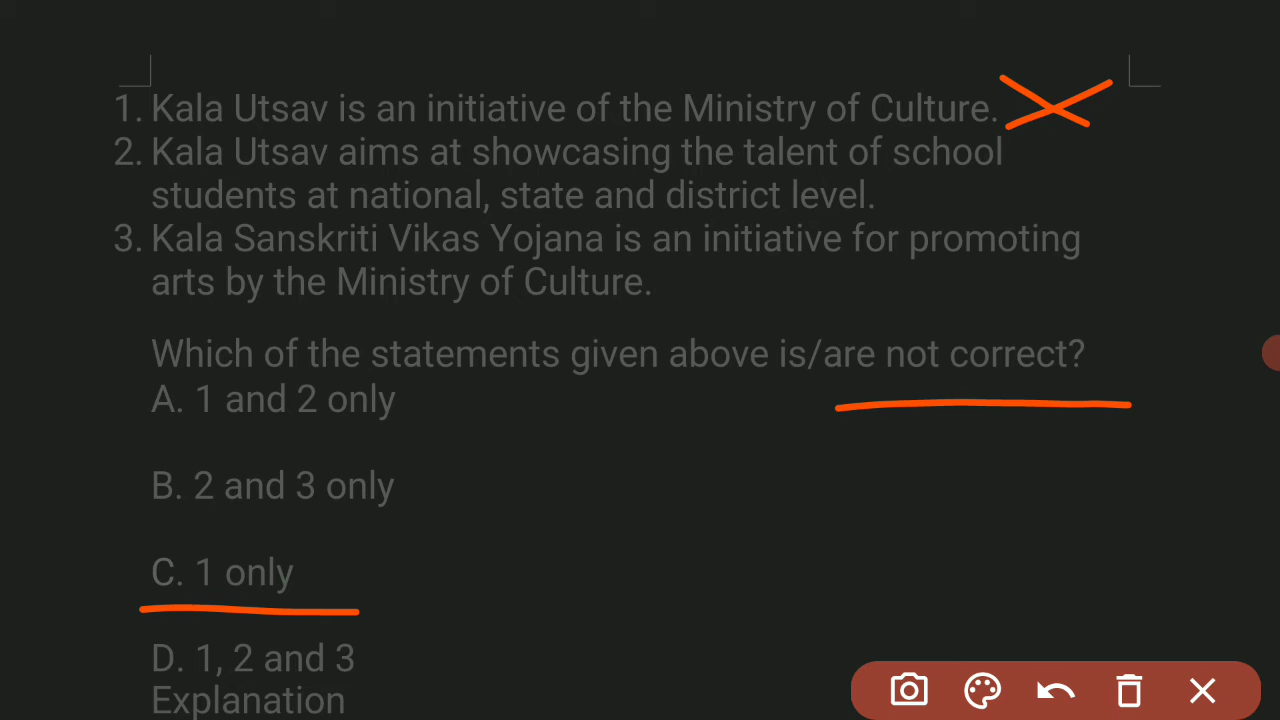 1. Kala Utsav is an initiative of the Ministry of Culture.
2. Kala Utsav aims at showcasing the talent of school
students at national, state and district level.
3. Kala Sanskriti Vikas Yojana is an initiative for promoting
arts by the Ministry of Culture.
Which of the statements given above is/are not correct?
A. 1 and 2 only
B. 2 and 3 only
C. 1 only
D. 1, 2 and 3
Explanation